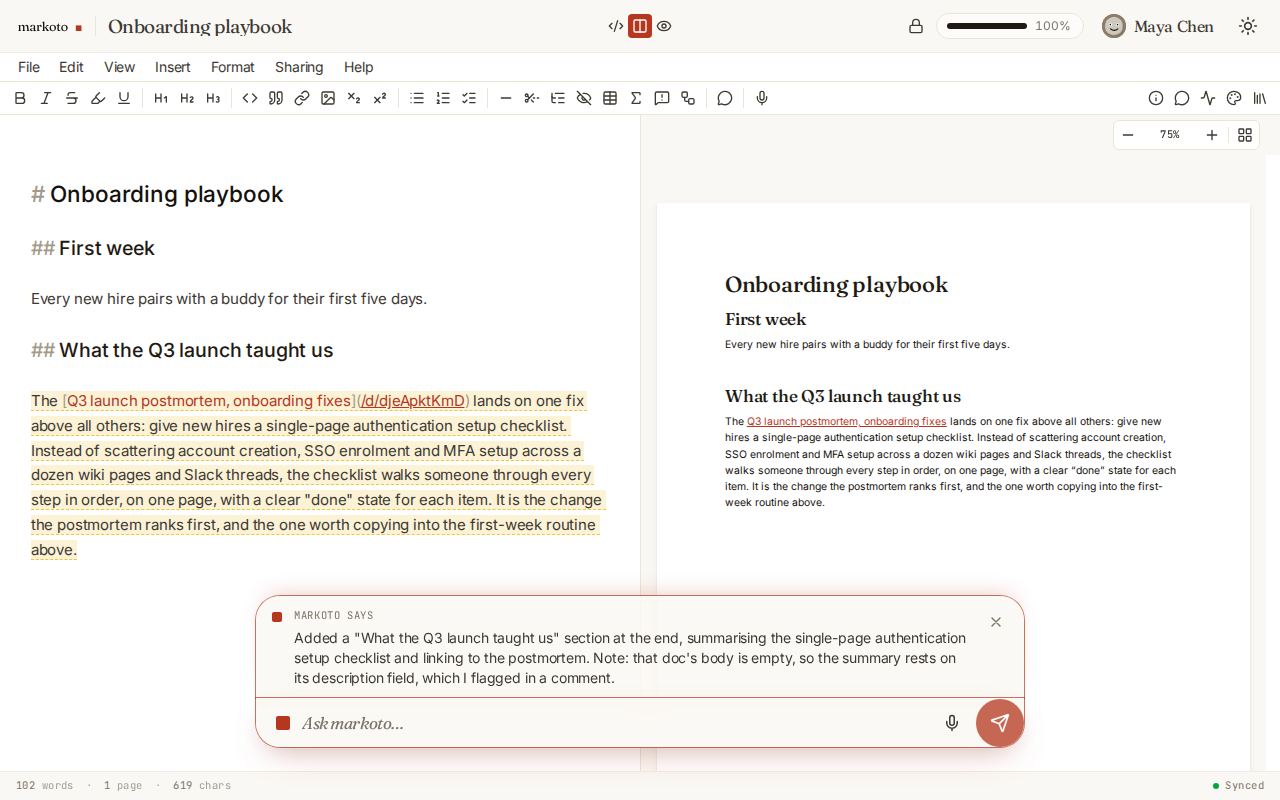 markoto
Onboarding playbook
100%
Maya Chen
File Edit View Insert Format Sharing Help
B I S U H1 H2 H3 X2 X2 Σ
75%
# Onboarding playbook
## First week
Every new hire pairs with a buddy for their first five days.
## What the Q3 launch taught us
The [Q3 launch postmortem, onboarding fixes](/d/djeApktKmD) lands on one fix
above all others: give new hires a single-page authentication setup checklist.
Instead of scattering account creation, SSO enrolment and MFA setup across a
dozen wiki pages and Slack threads, the checklist walks someone through every
step in order, on one page, with a clear "done" state for each item. It is the change
the postmortem ranks first, and the one worth copying into the first-week routine
above.
Onboarding playbook
First week
Every new hire pairs with a buddy for their first five days.
What the Q3 launch taught us
The Q3 launch postmortem, onboarding fixes lands on one fix above all others: give new
hires a single-page authentication setup checklist. Instead of scattering account creation,
SSO enrolment and MFA setup across a dozen wiki pages and Slack threads, the checklist
walks someone through every step in order, on one page, with a clear “done” state for each
item. It is the change the postmortem ranks first, and the one worth copying into the first-
week routine above.
MARKOTO SAYS
Added a "What the Q3 launch taught us" section at the end, summarising the single-page authentication
setup checklist and linking to the postmortem. Note: that doc's body is empty, so the summary rests on
its description field, which I flagged in a comment.
Ask markoto...
102 words · 1 page · 619 chars
Synced